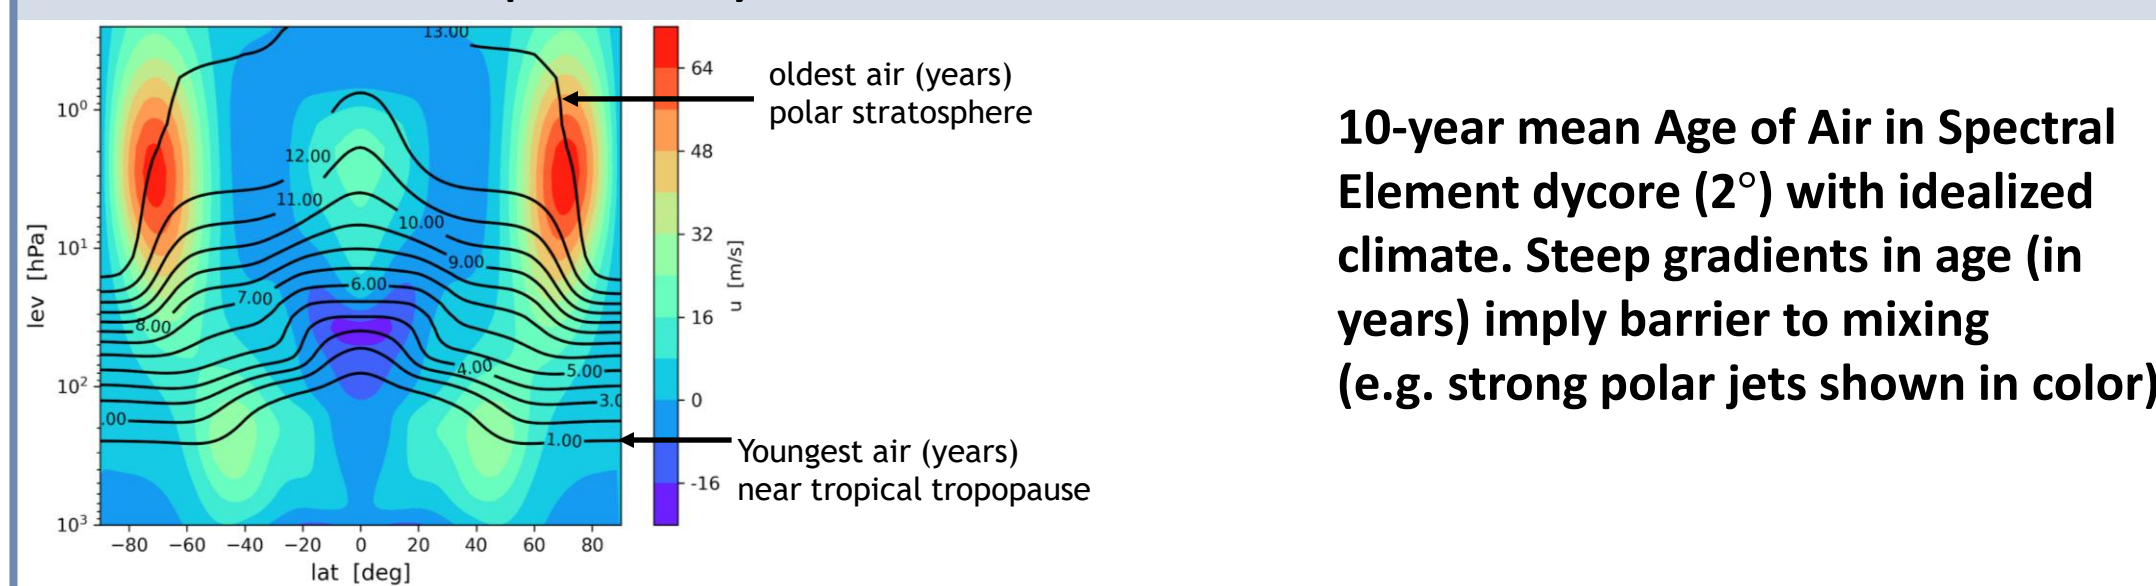 13.00
12.00
11.00
10.00
9.00
6.00
7.00
8.00
4.00
5.00
3.0
.00
1.00
10⁰
10¹
10²
10³
lev [hPa]
−80 −60 −40 −20 0 20 40 60 80
lat [deg]
64
48
32
16
0
-16
u [m/s]
oldest air (years)
polar stratosphere
Youngest air (years)
near tropical tropopause
10-year mean Age of Air in Spectral
Element dycore (2°) with idealized
climate. Steep gradients in age (in
years) imply barrier to mixing
(e.g. strong polar jets shown in color)